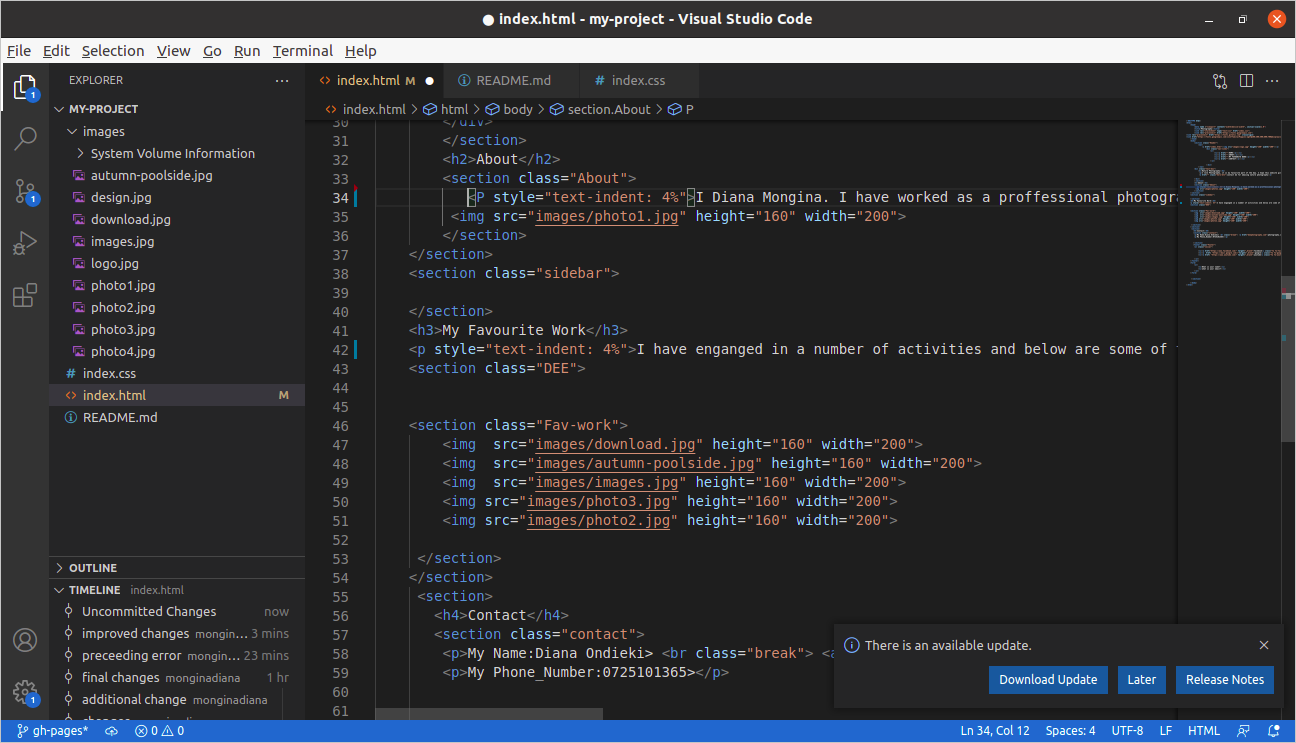 ● index.html - my-project - Visual Studio Code
File Edit Selection View Go Run Terminal Help
EXPLORER
MY-PROJECT
images
System Volume Information
autumn-poolside.jpg
design.jpg
download.jpg
images.jpg
logo.jpg
photo1.jpg
photo2.jpg
photo3.jpg
photo4.jpg
index.css
index.html M
README.md
OUTLINE
TIMELINE index.html
Uncommitted Changes now
improved changes mongin... 3 mins
preceeding error mongin... 23 mins
final changes monginadiana 1 hr
additional change monginadiana
index.html M ● README.md # index.css
index.html > html > body > section.About > P
30 </div>
31 </section>
32 <h2>About</h2>
33 <section class="About">
34 <P style="text-indent: 4%">I Diana Mongina. I have worked as a proffessional photogr
35 <img src="images/photo1.jpg" height="160" width="200">
36 </section>
37 </section>
38 <section class="sidebar">
39
40 </section>
41 <h3>My Favourite Work</h3>
42 <p style="text-indent: 4%">I have enganged in a number of activities and below are some of
43 <section class="DEE">
44
45
46 <section class="Fav-work">
47 <img  src="images/download.jpg" height="160" width="200">
48 <img  src="images/autumn-poolside.jpg" height="160" width="200">
49 <img  src="images/images.jpg" height="160" width="200">
50 <img src="images/photo3.jpg" height="160" width="200">
51 <img src="images/photo2.jpg" height="160" width="200">
52
53 </section>
54 </section>
55 <section>
56 <h4>Contact</h4>
57 <section class="contact">
58 <p>My Name:Diana Ondieki> <br class="break"> <a
59 <p>My Phone_Number:0725101365></p>
60
61
There is an available update.
Download Update Later Release Notes
gh-pages* 0 0 Ln 34, Col 12 Spaces: 4 UTF-8 LF HTML